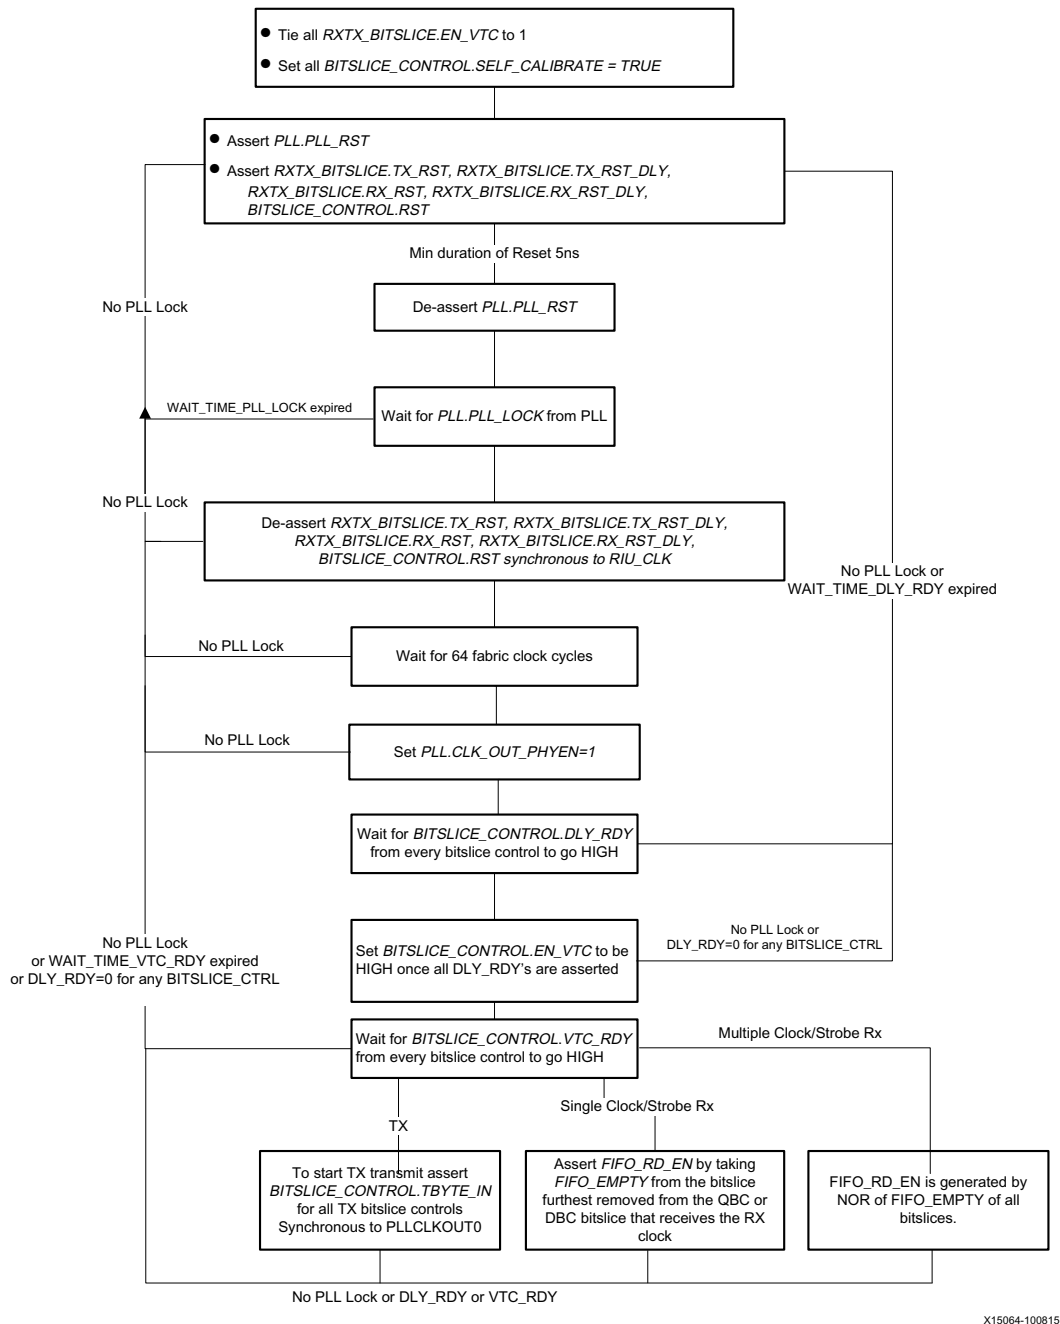 ● Tie all RXTX_BITSLICE.EN_VTC to 1
● Set all BITSLICE_CONTROL.SELF_CALIBRATE = TRUE
● Assert PLL.PLL_RST
● Assert RXTX_BITSLICE.TX_RST, RXTX_BITSLICE.TX_RST_DLY,
RXTX_BITSLICE.RX_RST, RXTX_BITSLICE.RX_RST_DLY,
BITSLICE_CONTROL.RST
Min duration of Reset 5ns
No PLL Lock
De-assert PLL.PLL_RST
WAIT_TIME_PLL_LOCK expired
Wait for PLL.PLL_LOCK from PLL
No PLL Lock
De-assert RXTX_BITSLICE.TX_RST, RXTX_BITSLICE.TX_RST_DLY,
RXTX_BITSLICE.RX_RST, RXTX_BITSLICE.RX_RST_DLY,
BITSLICE_CONTROL.RST synchronous to RIU_CLK
No PLL Lock or
WAIT_TIME_DLY_RDY expired
No PLL Lock
Wait for 64 fabric clock cycles
No PLL Lock
Set PLL.CLK_OUT_PHYEN=1
Wait for BITSLICE_CONTROL.DLY_RDY
from every bitslice control to go HIGH
No PLL Lock
or WAIT_TIME_VTC_RDY expired
or DLY_RDY=0 for any BITSLICE_CTRL
Set BITSLICE_CONTROL.EN_VTC to be
HIGH once all DLY_RDY's are asserted
No PLL Lock or
DLY_RDY=0 for any BITSLICE_CTRL
Wait for BITSLICE_CONTROL.VTC_RDY
from every bitslice control to go HIGH
Multiple Clock/Strobe Rx
Single Clock/Strobe Rx
TX
To start TX transmit assert
BITSLICE_CONTROL.TBYTE_IN
for all TX bitslice controls
Synchronous to PLLCLKOUT0
Assert FIFO_RD_EN by taking
FIFO_EMPTY from the bitslice
furthest removed from the QBC or
DBC bitslice that receives the RX
clock
FIFO_RD_EN is generated by
NOR of FIFO_EMPTY of all
bitslices.
No PLL Lock or DLY_RDY or VTC_RDY
X15064-100815